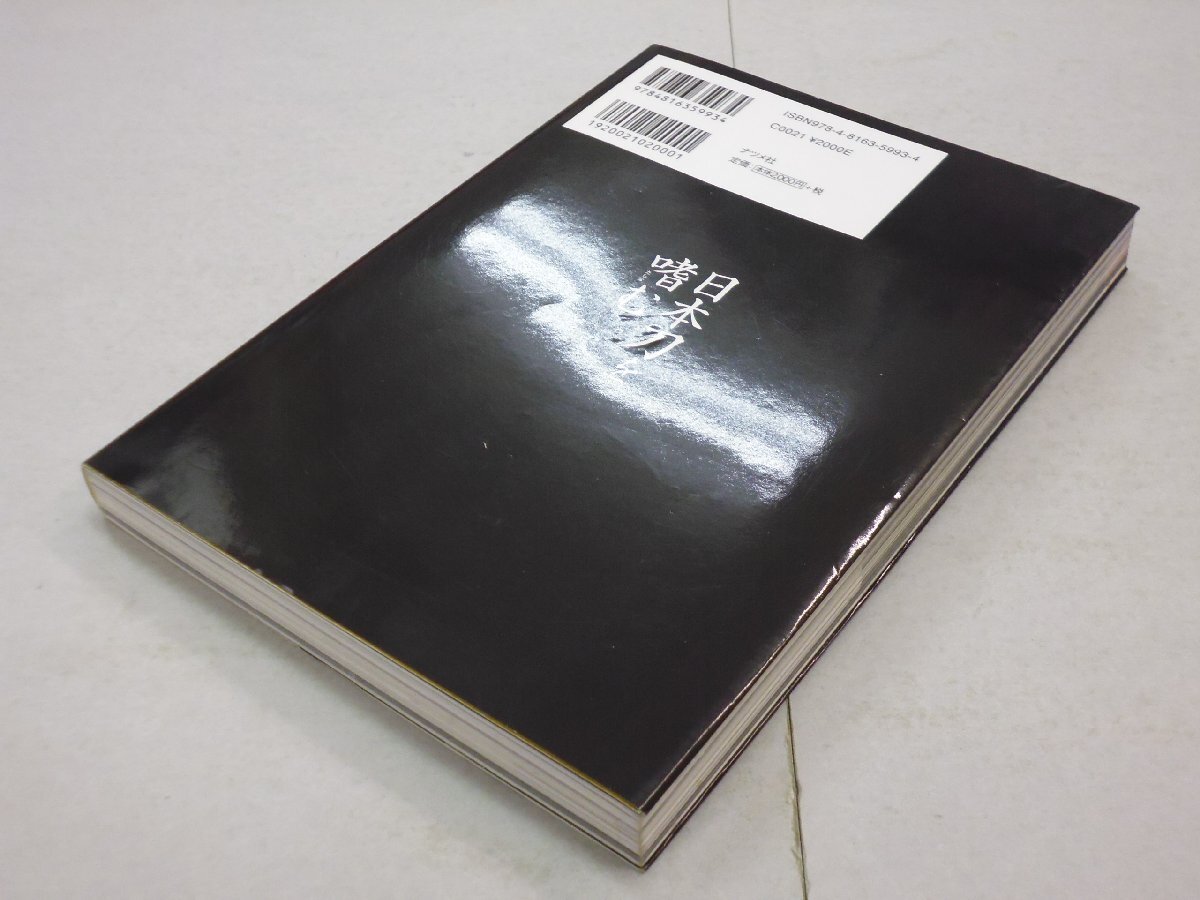 9784816359934
1920021020001
ISBN978-4-8163-5993-4
C0021 ¥2000E
ナツメ社
定価 本体2,000円+税
日本刀を
嗜む